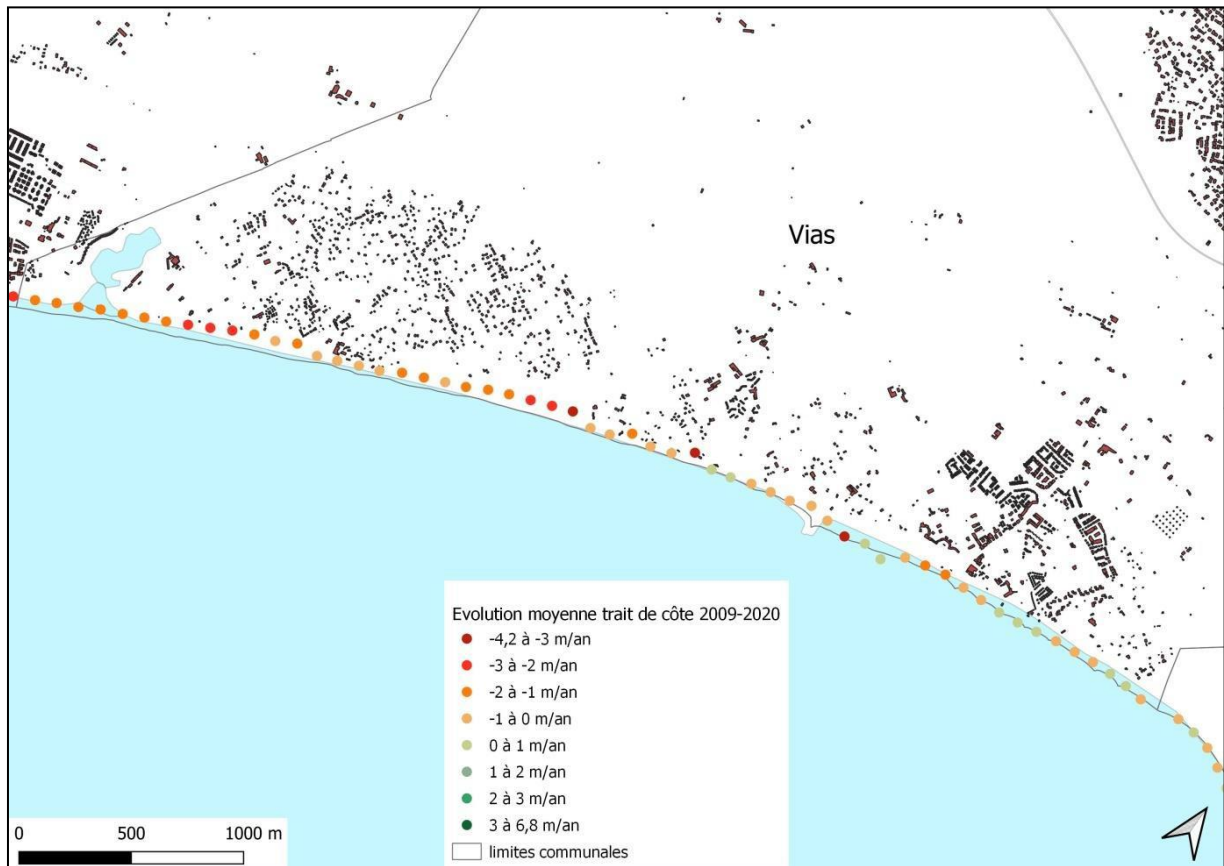 Vias
Evolution moyenne trait de côte 2009-2020
-4,2 à -3 m/an
-3 à -2 m/an
-2 à -1 m/an
-1 à 0 m/an
0 à 1 m/an
1 à 2 m/an
2 à 3 m/an
3 à 6,8 m/an
limites communales
0 500 1000 m